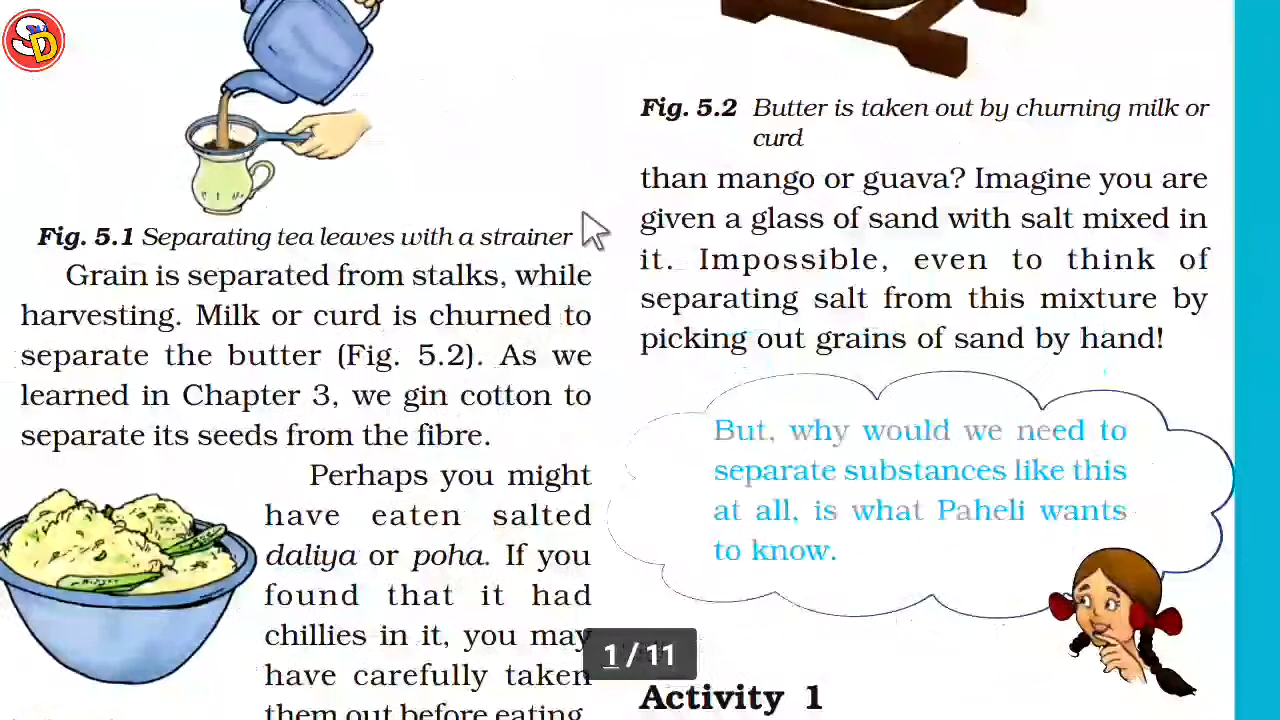 SD
Fig. 5.1 Separating tea leaves with a strainer
Grain is separated from stalks, while
harvesting. Milk or curd is churned to
separate the butter (Fig. 5.2). As we
learned in Chapter 3, we gin cotton to
separate its seeds from the fibre.
Perhaps you might
have eaten salted
daliya or poha. If you
found that it had
chillies in it, you may
have carefully taken
them out before eating.
Fig. 5.2 Butter is taken out by churning milk or
curd
than mango or guava? Imagine you are
given a glass of sand with salt mixed in
it. Impossible, even to think of
separating salt from this mixture by
picking out grains of sand by hand!
But, why would we need to
separate substances like this
at all, is what Paheli wants
to know.
Activity 1
1 / 11